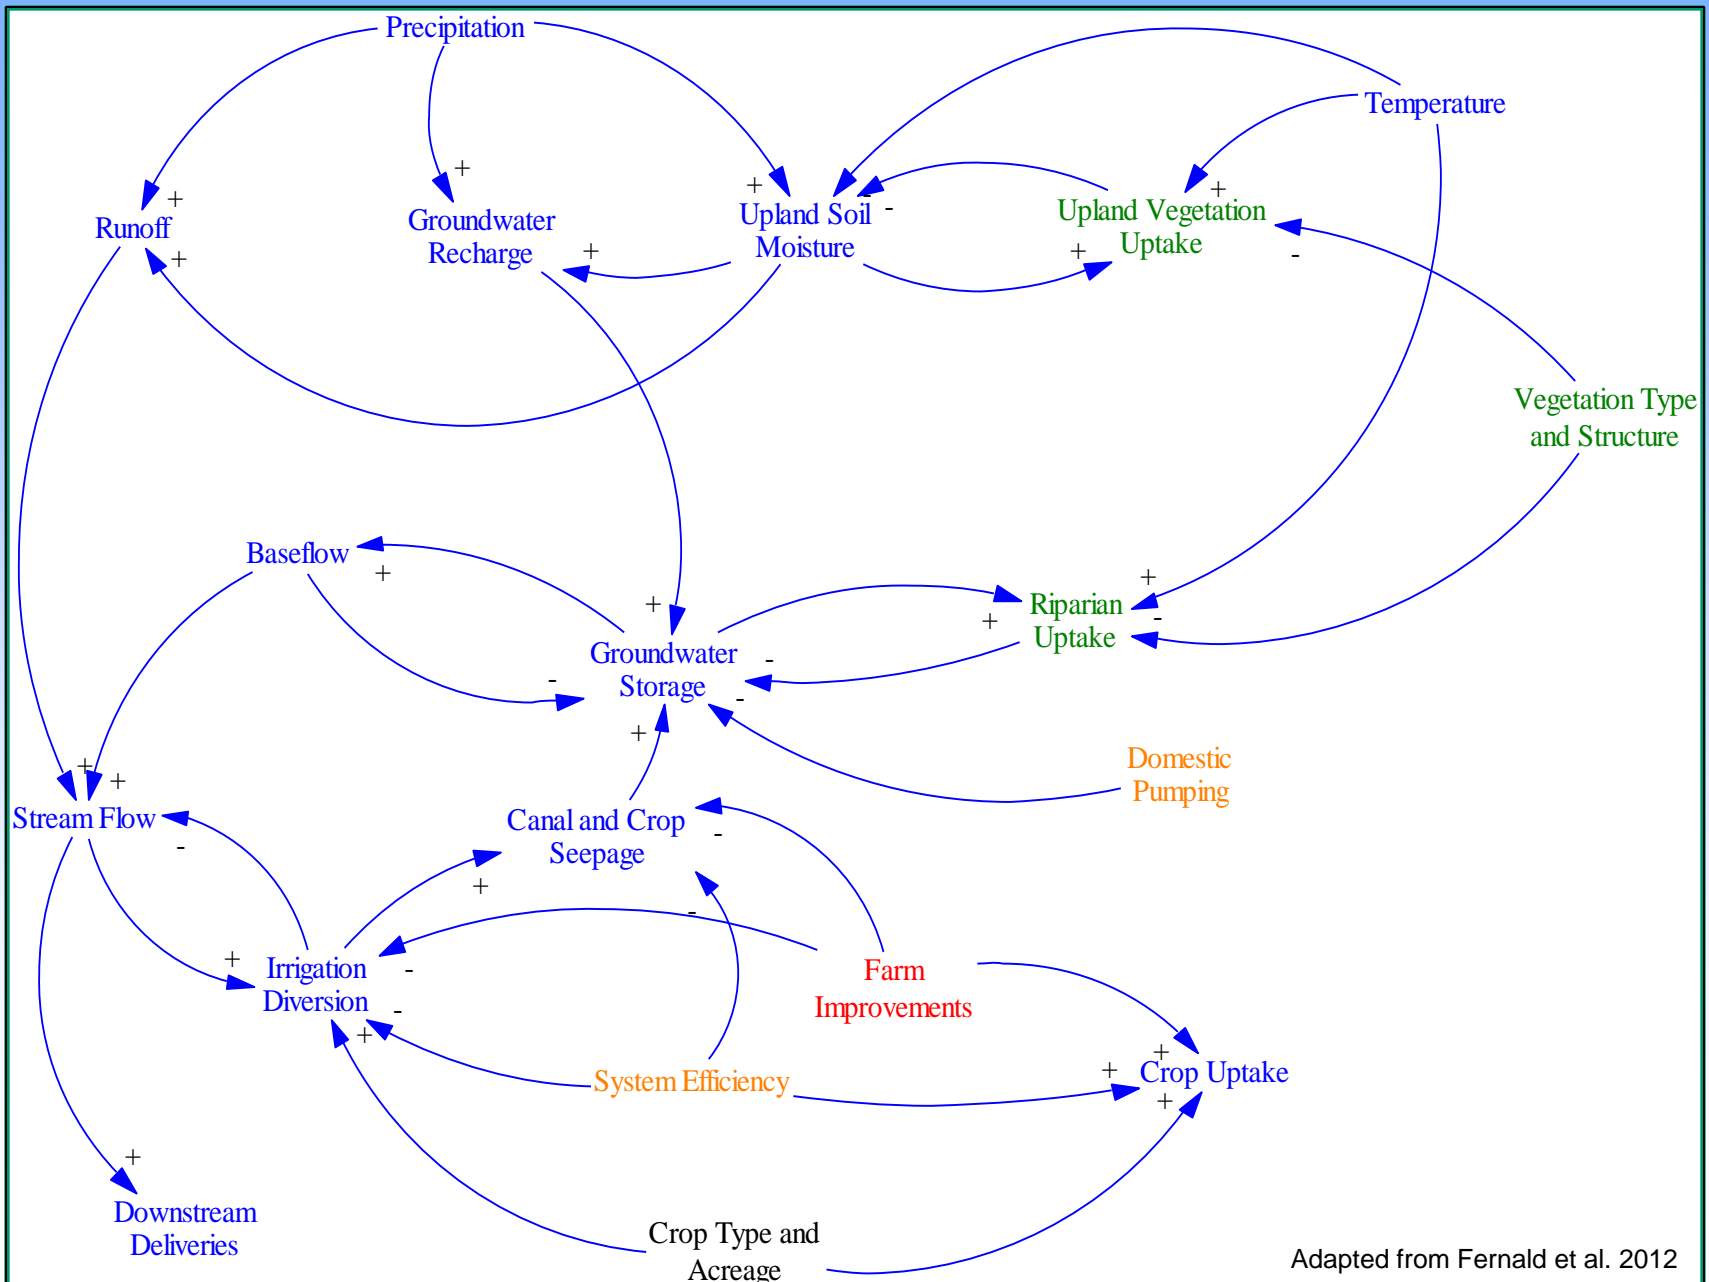 Precipitation
Temperature
+
+
+
+
-
-
Runoff
Groundwater
Recharge
Upland Soil
Moisture
Upland Vegetation
Uptake
+
+
+
-
Vegetation Type
and Structure
Baseflow
+
+
+
-
Riparian
Uptake
+
Groundwater
Storage
-
-
-
+
Domestic
Pumping
+
+
Stream Flow
-
Canal and Crop
Seepage
-
+
-
+
Irrigation
Diversion
-
-
+
Farm
Improvements
System Efficiency
+
+
+
Crop Uptake
+
Downstream
Deliveries
Crop Type and
Acreage
Adapted from Fernald et al. 2012